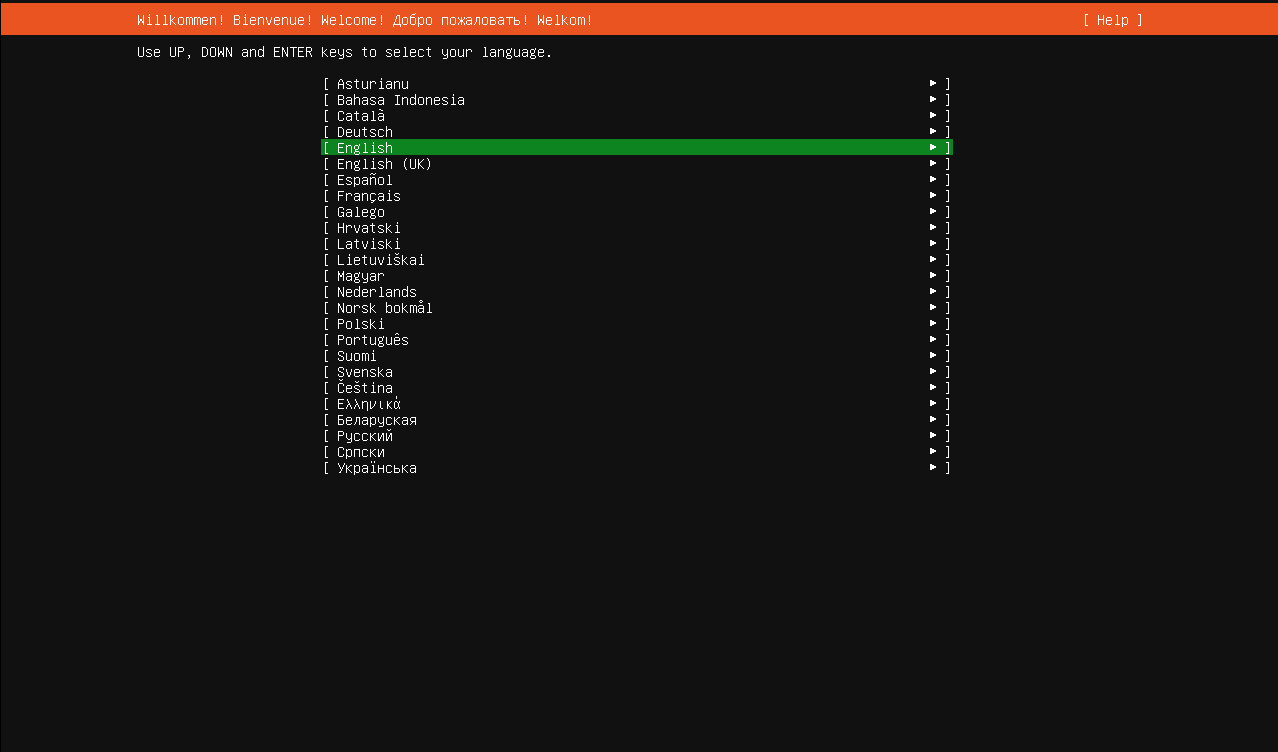 Willkommen! Bienvenue! Welcome! Добро пожаловать! Welkom! [ Help ]
Use UP, DOWN and ENTER keys to select your language.
[ Asturianu ▸ ]
[ Bahasa Indonesia ▸ ]
[ Català ▸ ]
[ Deutsch ▸ ]
[ English ▸ ]
[ English (UK) ▸ ]
[ Español ▸ ]
[ Français ▸ ]
[ Galego ▸ ]
[ Hrvatski ▸ ]
[ Latviski ▸ ]
[ Lietuviškai ▸ ]
[ Magyar ▸ ]
[ Nederlands ▸ ]
[ Norsk bokmål ▸ ]
[ Polski ▸ ]
[ Português ▸ ]
[ Suomi ▸ ]
[ Svenska ▸ ]
[ Čeština ▸ ]
[ Ελληνικά ▸ ]
[ Беларуская ▸ ]
[ Русский ▸ ]
[ Српски ▸ ]
[ Українська ▸ ]